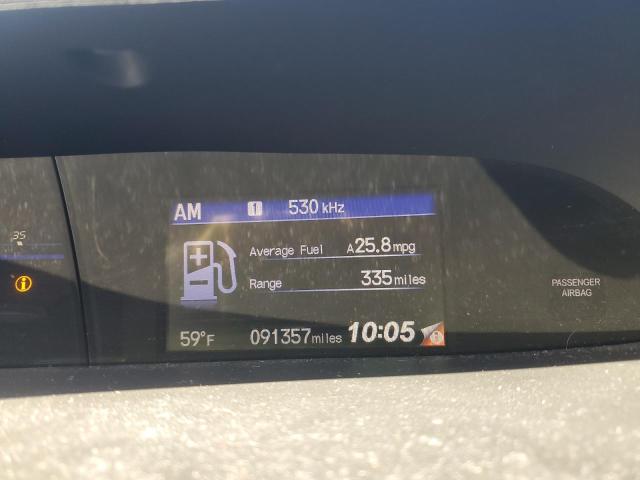 AM 1 530 kHz
35
Average Fuel A25.8mpg
Range 335miles
PASSENGER
AIRBAG
59°F 091357miles 10:05